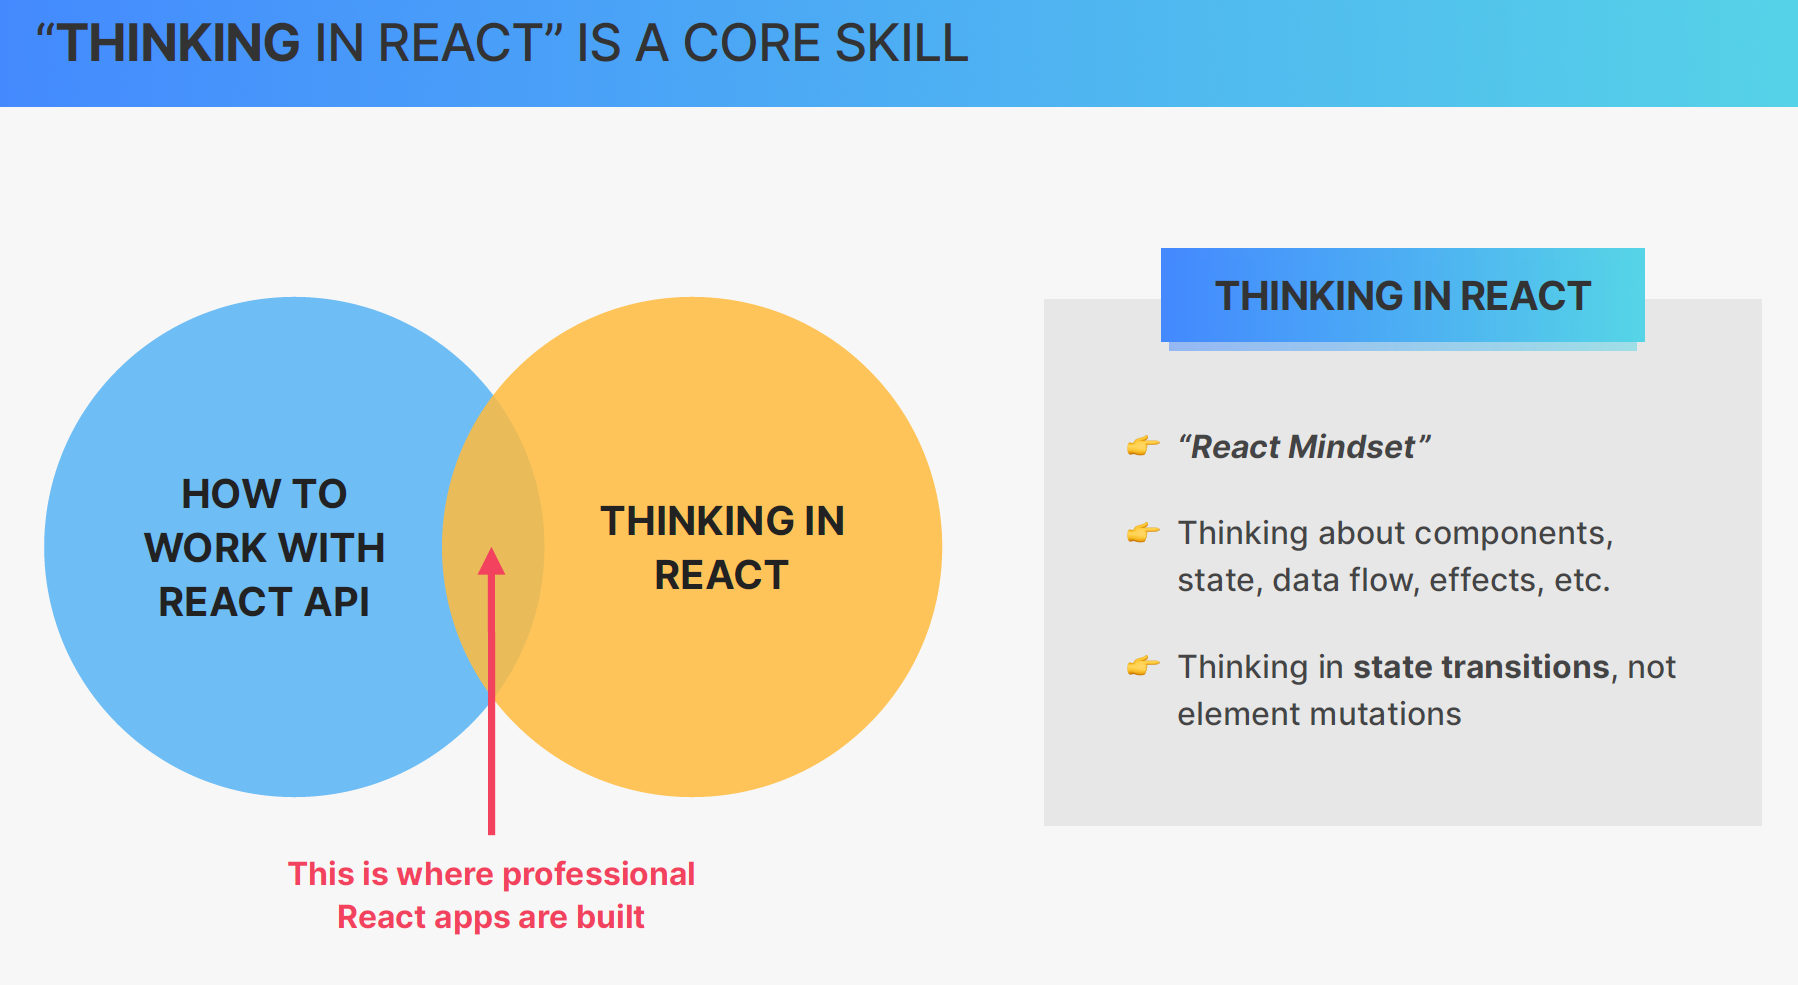 “THINKING IN REACT” IS A CORE SKILL
HOW TO
WORK WITH
REACT API
THINKING IN
REACT
This is where professional
React apps are built
THINKING IN REACT
👉 “React Mindset”
👉 Thinking about components,
state, data flow, effects, etc.
👉 Thinking in state transitions, not
element mutations